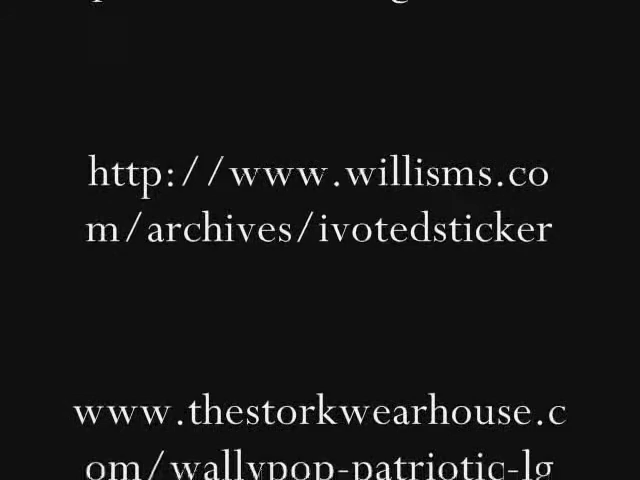 http://www.willisms.co
m/archives/ivotedsticker
www.thestorkwearhouse.c
om/wallypop-patriotic-lg